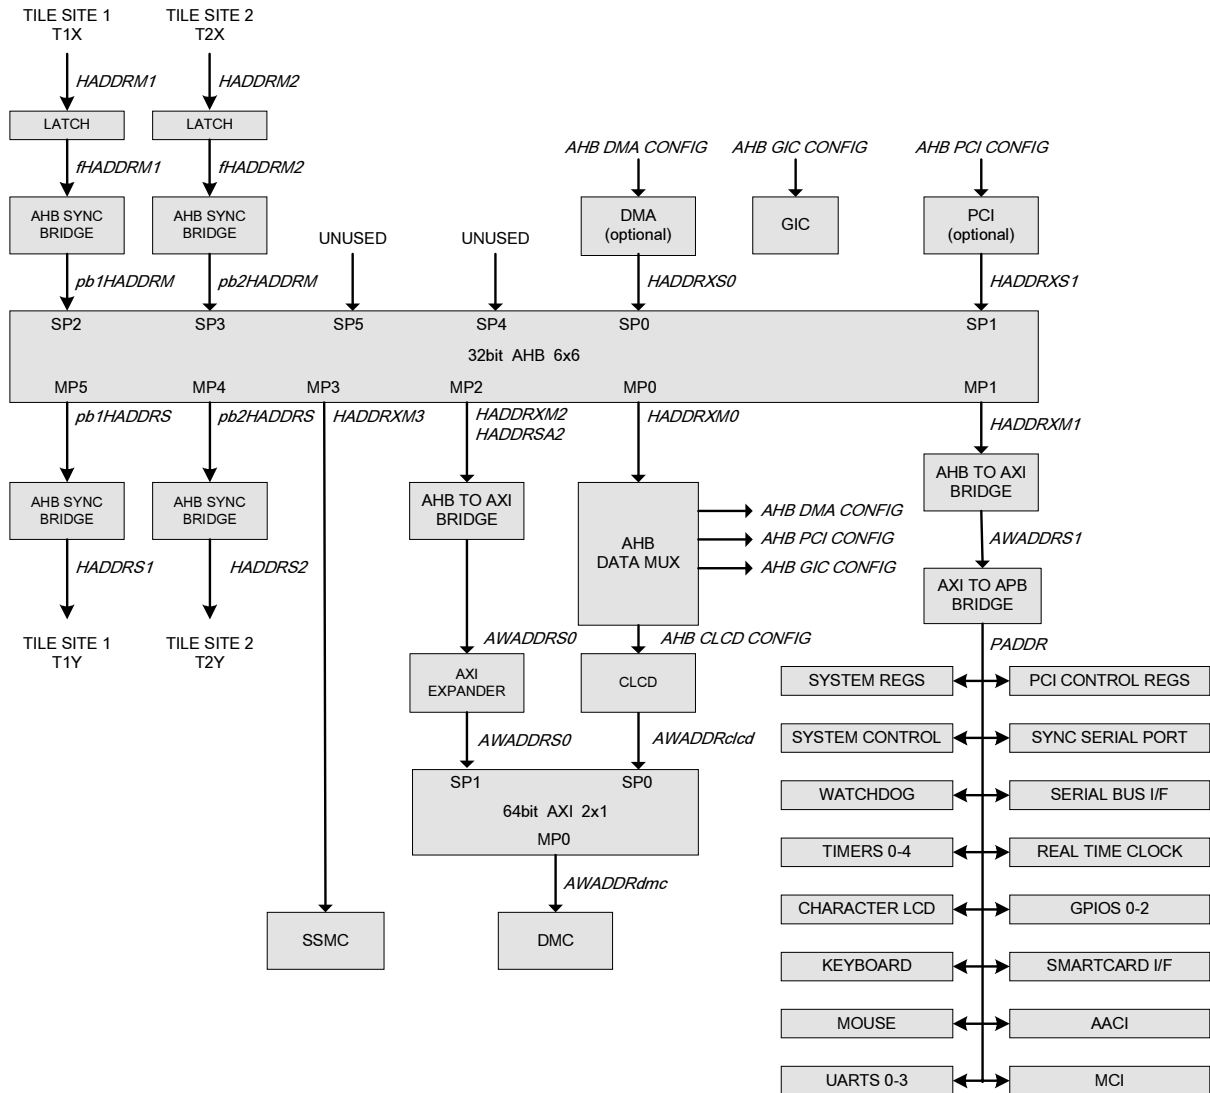 TILE SITE 1
T1X
TILE SITE 2
T2X
HADDRM1
HADDRM2
LATCH
LATCH
fHADDRM1
fHADDRM2
AHB DMA CONFIG
AHB GIC CONFIG
AHB PCI CONFIG
AHB SYNC
BRIDGE
AHB SYNC
BRIDGE
DMA
(optional)
GIC
PCI
(optional)
UNUSED
UNUSED
pb1HADDRM
pb2HADDRM
HADDRXS0
HADDRXS1
SP2
SP3
SP5
SP4
SP0
SP1
32bit AHB 6x6
MP5
MP4
MP3
MP2
MP0
MP1
pb1HADDRS
pb2HADDRS
HADDRXM3
HADDRXM2
HADDRSA2
HADDRXM0
HADDRXM1
AHB SYNC
BRIDGE
AHB SYNC
BRIDGE
AHB TO AXI
BRIDGE
AHB
DATA MUX
AHB TO AXI
BRIDGE
AHB DMA CONFIG
AHB PCI CONFIG
AHB GIC CONFIG
AWADDRS1
HADDRS1
HADDRS2
AXI TO APB
BRIDGE
TILE SITE 1
T1Y
TILE SITE 2
T2Y
AWADDRS0
AHB CLCD CONFIG
PADDR
AXI
EXPANDER
CLCD
SYSTEM REGS
PCI CONTROL REGS
AWADDRS0
AWADDRclcd
SYSTEM CONTROL
SYNC SERIAL PORT
SP1
SP0
64bit AXI 2x1
MP0
WATCHDOG
SERIAL BUS I/F
TIMERS 0-4
REAL TIME CLOCK
AWADDRdmc
CHARACTER LCD
GPIOS 0-2
SSMC
DMC
KEYBOARD
SMARTCARD I/F
MOUSE
AACI
UARTS 0-3
MCI